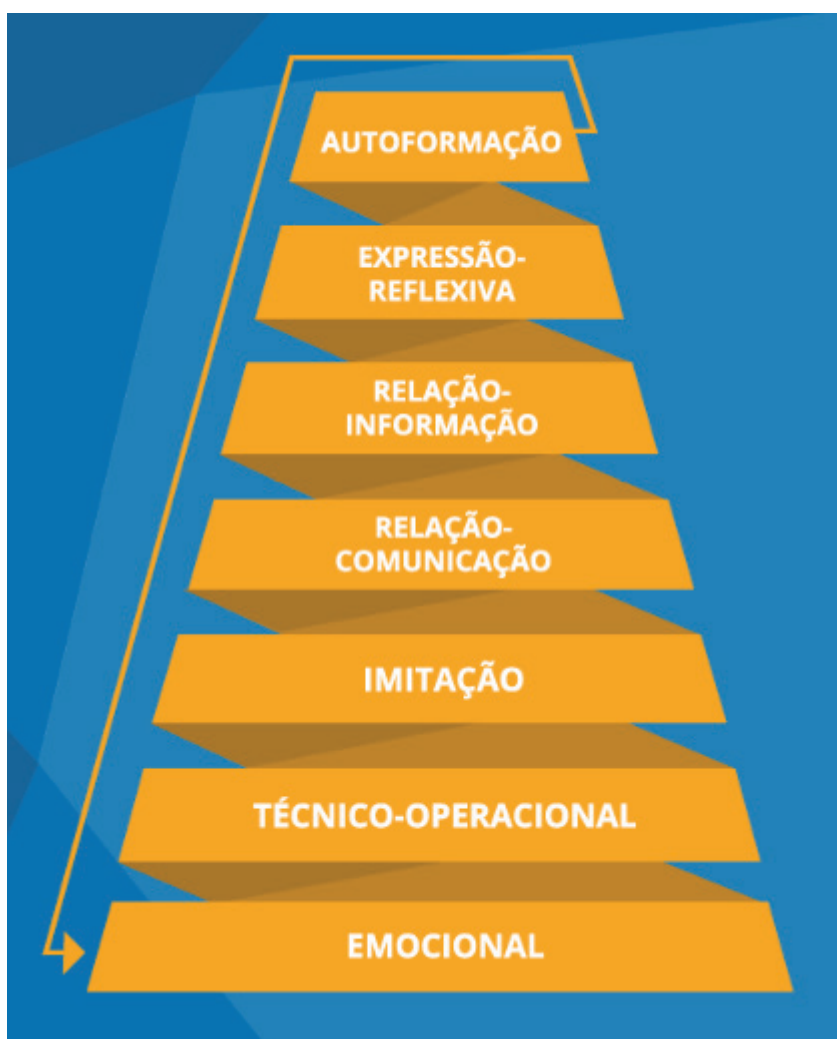 AUTOFORMAÇÃO
EXPRESSÃO-
REFLEXIVA
RELAÇÃO-
INFORMAÇÃO
RELAÇÃO-
COMUNICAÇÃO
IMITAÇÃO
TÉCNICO-OPERACIONAL
EMOCIONAL